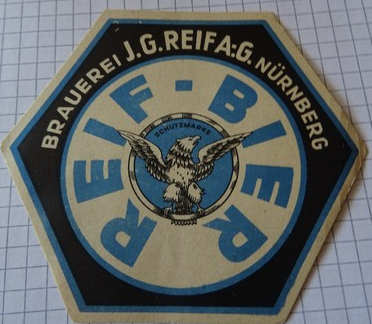 BRAUEREI J.G.REIF A:G. NÜRNBERG
REIF-BIER
SCHUTZMARKE